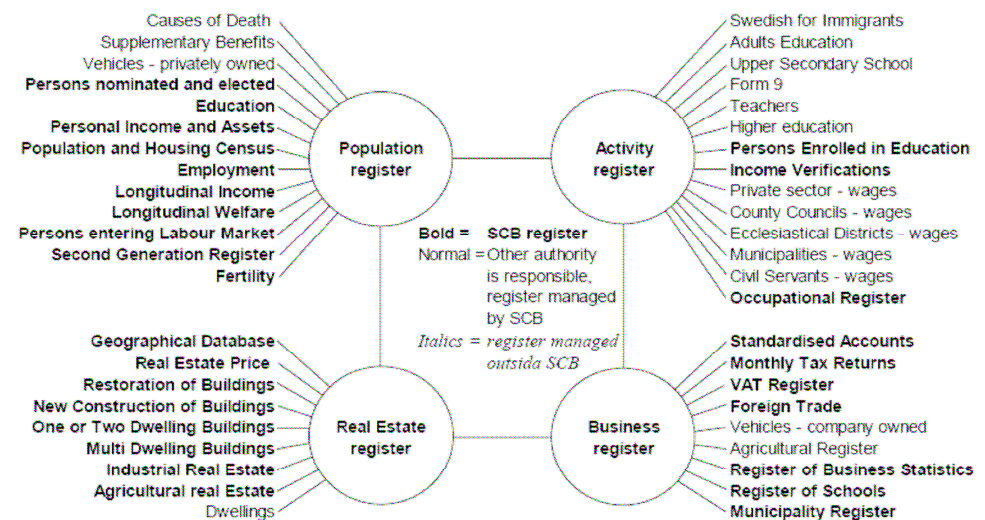 Causes of Death
Supplementary Benefits
Vehicles - privately owned
Persons nominated and elected
Education
Personal Income and Assets
Population and Housing Census
Employment
Longitudinal Income
Longitudinal Welfare
Persons entering Labour Market
Second Generation Register
Fertility
Population
register
Activity
register
Swedish for Immigrants
Adults Education
Upper Secondary School
Form 9
Teachers
Higher education
Persons Enrolled in Education
Income Verifications
Private sector - wages
County Councils - wages
Ecclesiastical Districts - wages
Municipalities - wages
Civil Servants - wages
Occupational Register
Bold = SCB register
Normal = Other authority
is responsible,
register managed
by SCB
Italics = register managed
outsida SCB
Geographical Database
Real Estate Price
Restoration of Buildings
New Construction of Buildings
One or Two Dwelling Buildings
Multi Dwelling Buildings
Industrial Real Estate
Agricultural real Estate
Dwellings
Real Estate
register
Business
register
Standardised Accounts
Monthly Tax Returns
VAT Register
Foreign Trade
Vehicles - company owned
Agricultural Register
Register of Business Statistics
Register of Schools
Municipality Register